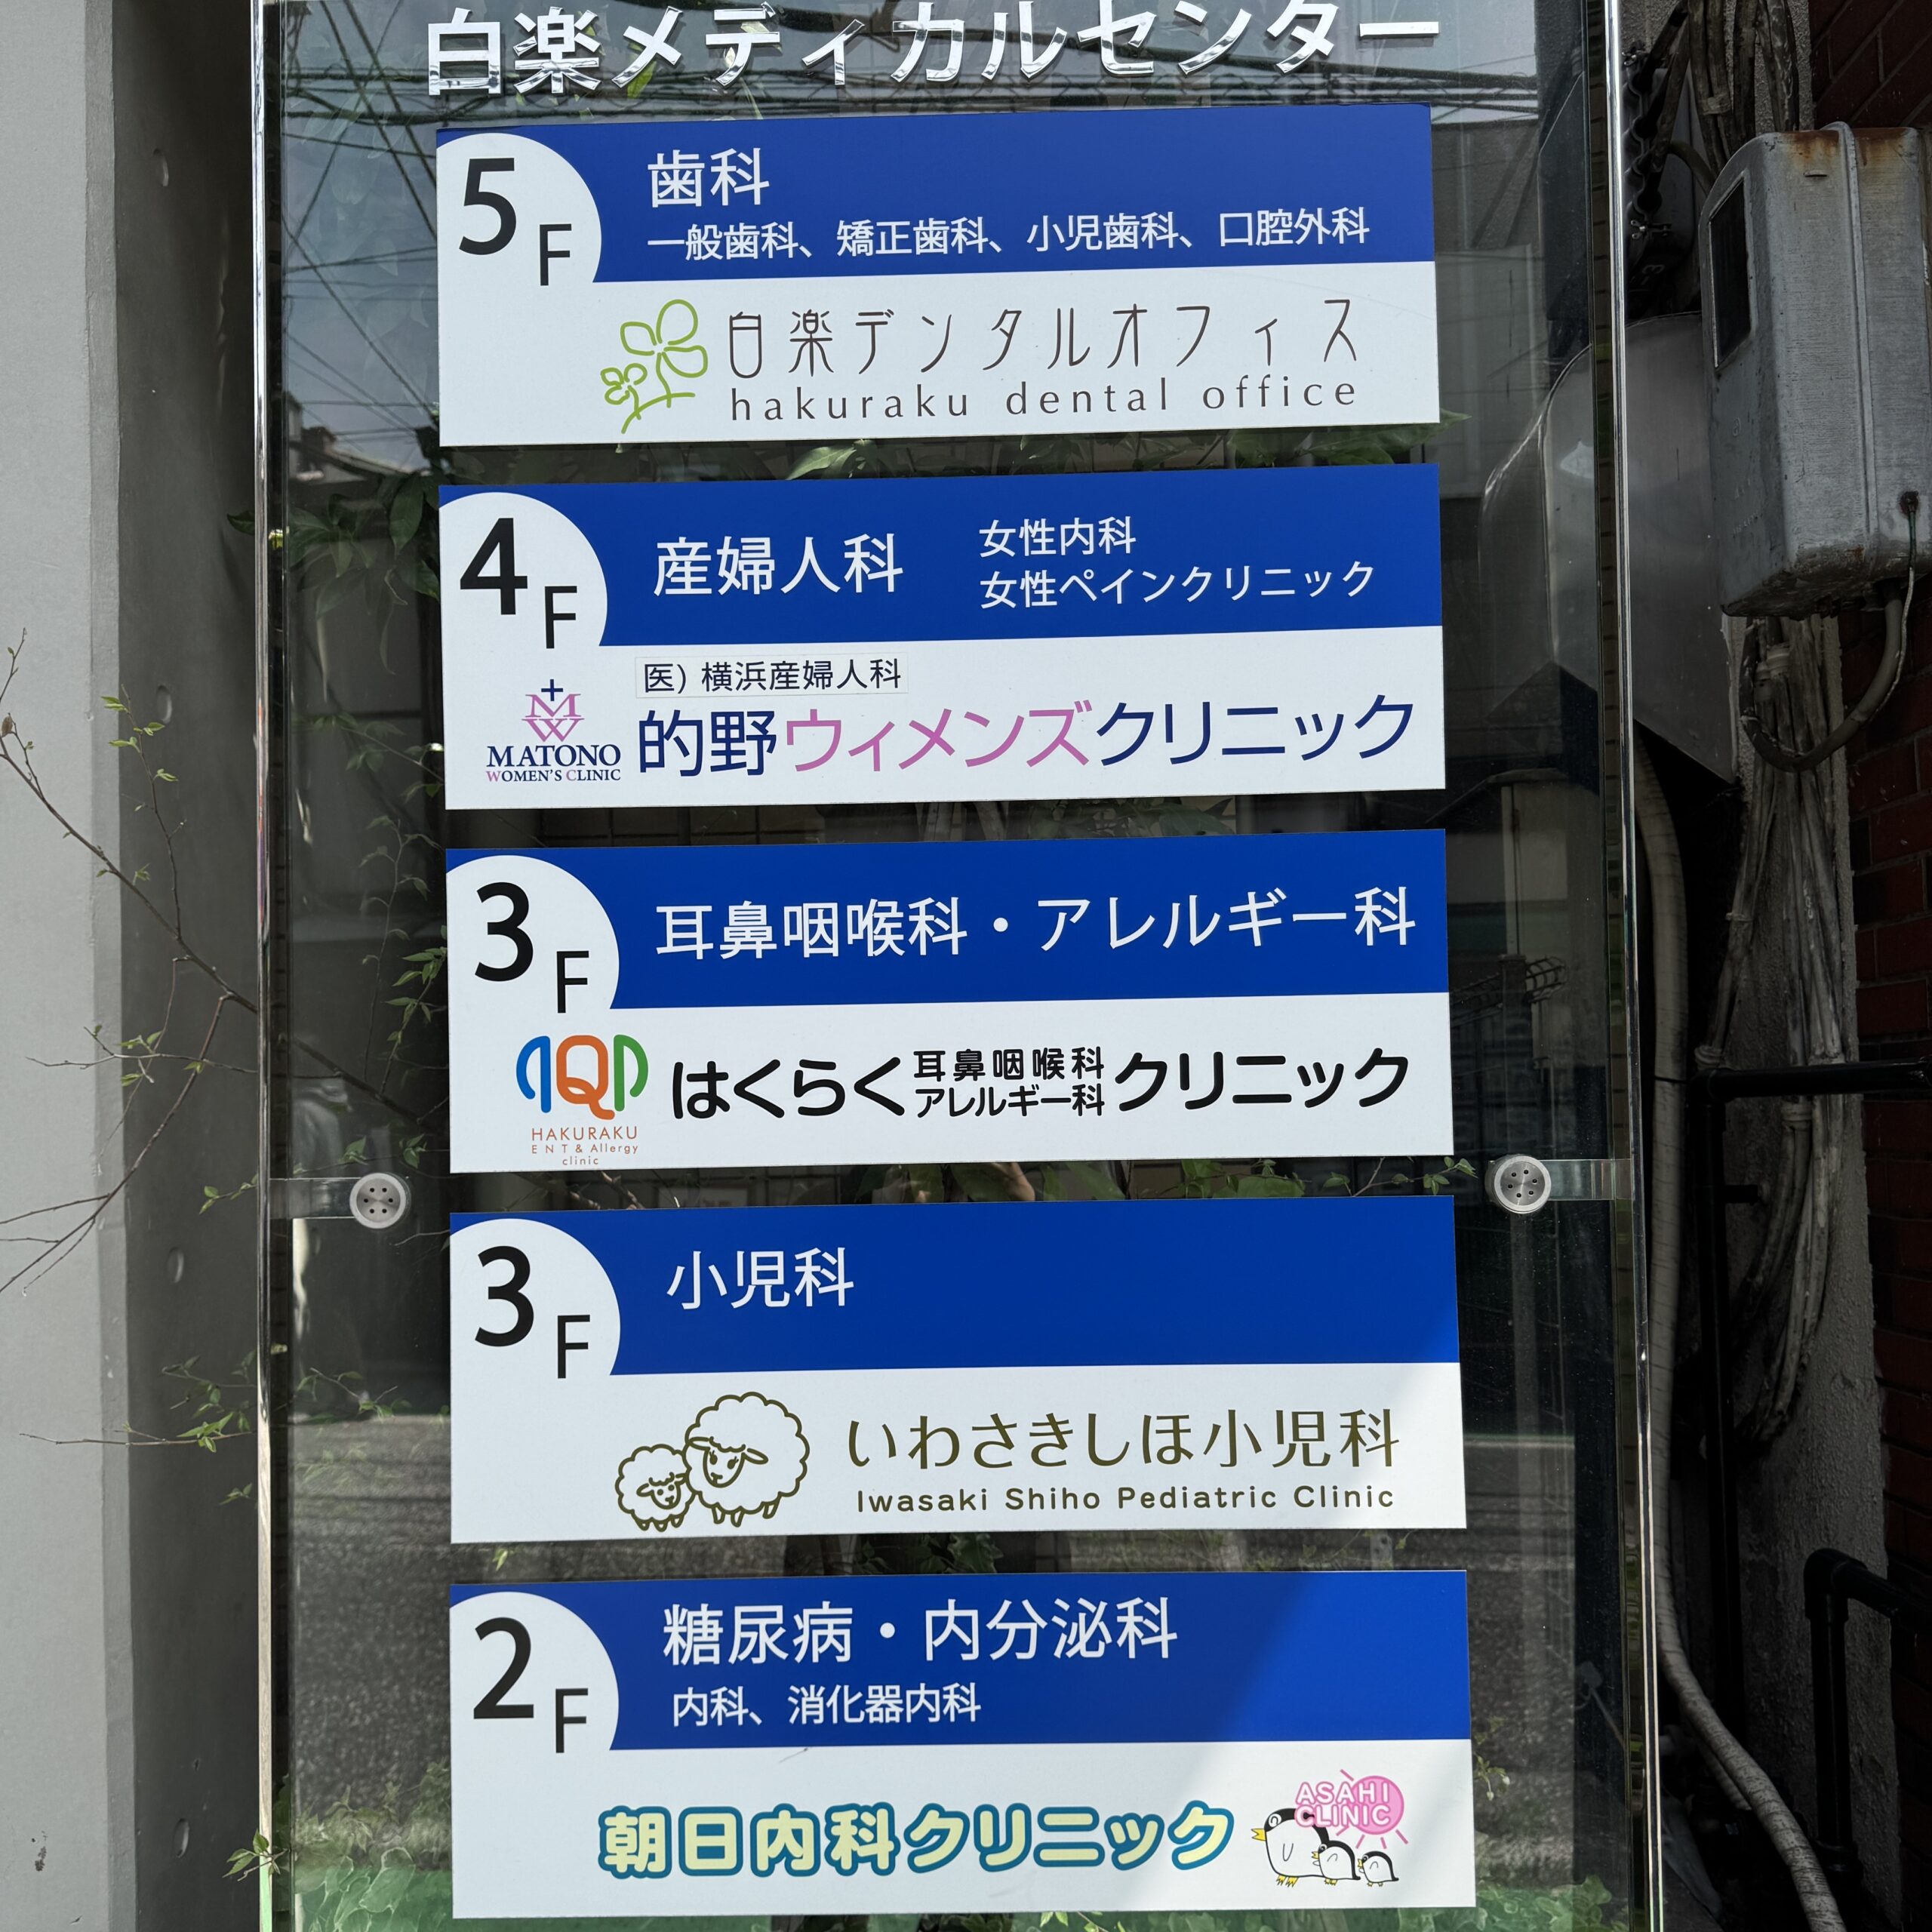 白楽メディカルセンター
5F
歯科
一般歯科、矯正歯科、小児歯科、口腔外科
白楽デンタルオフィス
hakuraku dental office
4F
産婦人科
女性内科
女性ペインクリニック
医）横浜産婦人科
MW
MATONO
WOMEN'S CLINIC
的野ウィメンズクリニック
3F
耳鼻咽喉科・アレルギー科
HAKURAKU
ENT & Allergy
clinic
はくらく耳鼻咽喉科アレルギー科クリニック
3F
小児科
いわさきしほ小児科
Iwasaki Shiho Pediatric Clinic
2F
糖尿病・内分泌科
内科、消化器内科
朝日内科クリニック
ASAHI
CLINIC